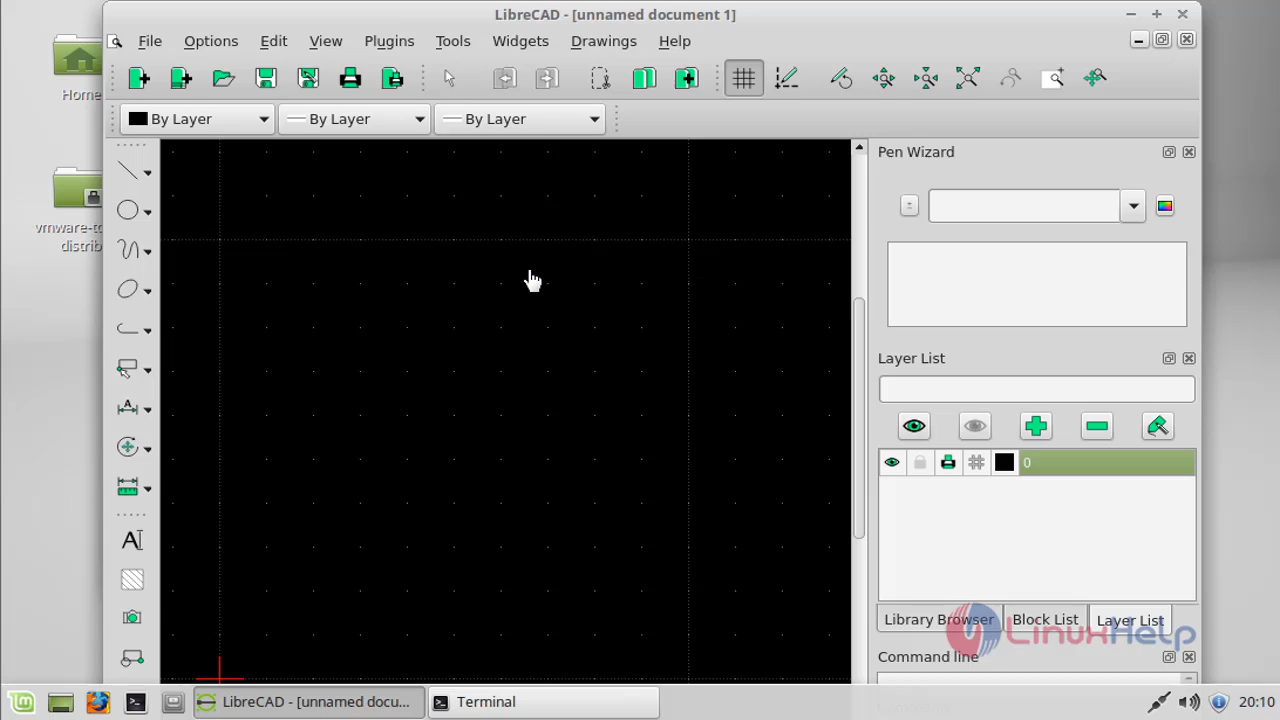 LibreCAD - [unnamed document 1]
File Options Edit View Plugins Tools Widgets Drawings Help
Home
By Layer By Layer By Layer
Pen Wizard
vmware-to
distrib
Layer List
0
Library Browser Block List Layer List
LinuxHelp
Command line
LibreCAD - [unnamed docu... Terminal 20:10